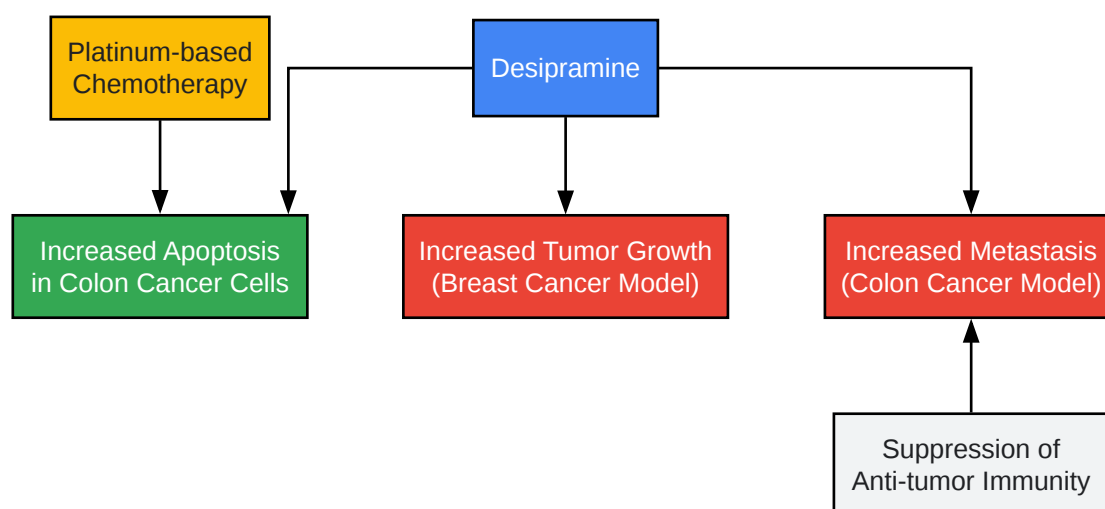 Platinum-based
Chemotherapy
Desipramine
Increased Apoptosis
in Colon Cancer Cells
Increased Tumor Growth
(Breast Cancer Model)
Increased Metastasis
(Colon Cancer Model)
Suppression of
Anti-tumor Immunity